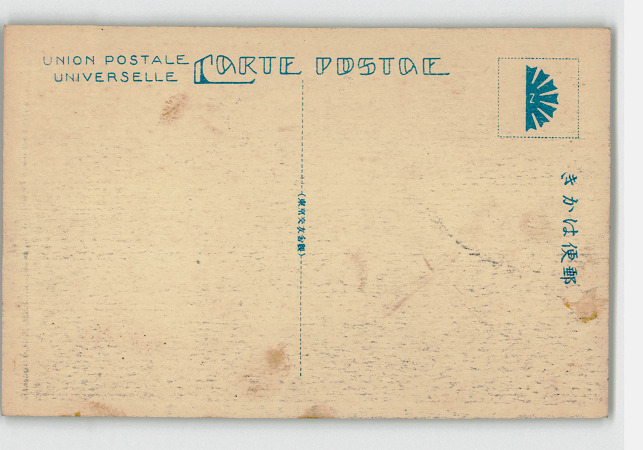 UNION POSTALE
UNIVERSELLE
CARTE POSTALE
きかは便郵